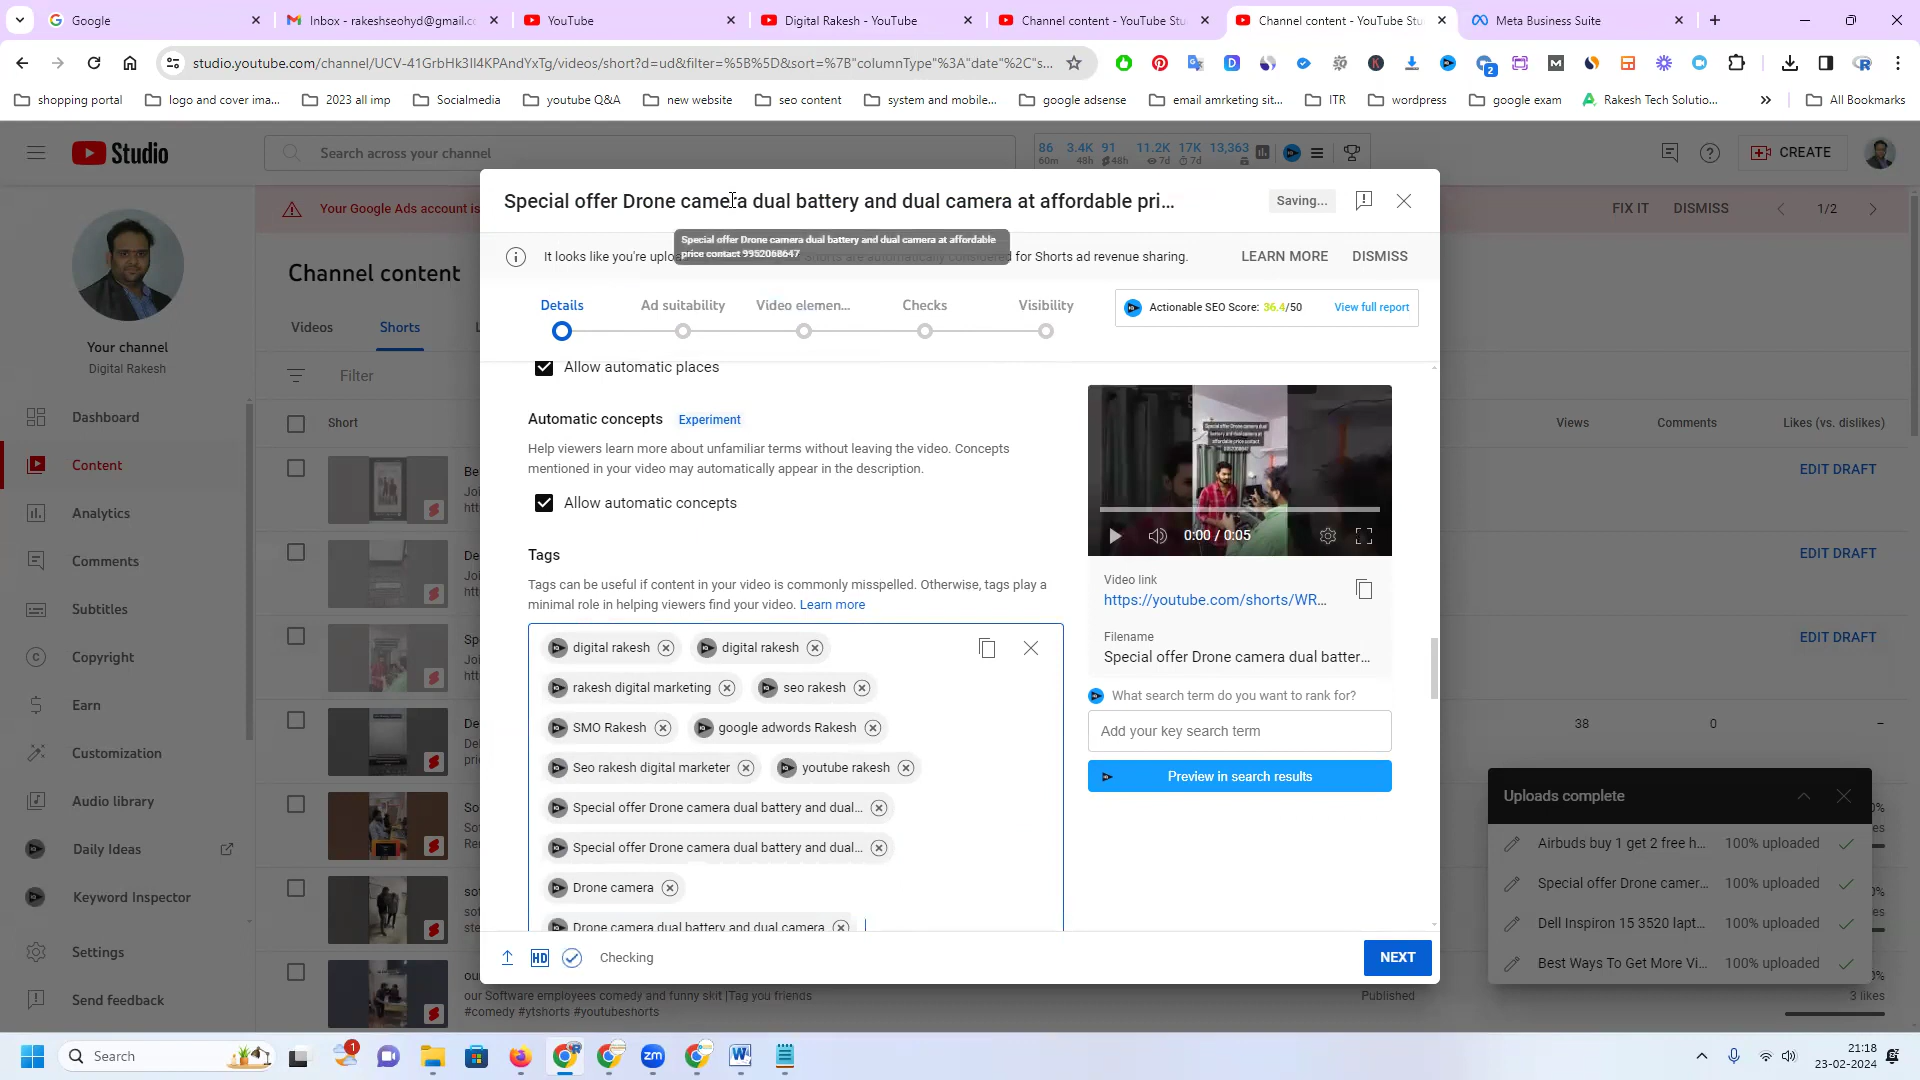 Google
Inbox - rakeshseohyd@gmail.c
YouTube
Digital Rakesh - YouTube
Channel content - YouTube Stu
Channel content - YouTube Stu
Meta Business Suite
studio.youtube.com/channel/UCV-41GrbHk3Il4KPAndYxTg/videos/short?d=ud&filter=%5B%5D&sort=%7B"columnType"%3A"date"%2C"s...
shopping portal
logo and cover ima...
2023 all imp
Socialmedia
youtube Q&A
new website
seo content
system and mobile...
google adsense
email amrketing sit...
ITR
wordpress
google exam
Rakesh Tech Solutio...
All Bookmarks
Studio
Search across your channel
86 3.4K 91 11.2K 17K 13,363
60m 48h 48h 7d 7d
CREATE
Your Google Ads account is
FIX IT
DISMISS
1/2
Channel content
Videos
Shorts
Your channel
Digital Rakesh
Filter
Short
Views
Comments
Likes (vs. dislikes)
Dashboard
Content
Analytics
Comments
Subtitles
Copyright
Earn
Customization
Audio library
Daily Ideas
Keyword Inspector
Settings
Send feedback
EDIT DRAFT
EDIT DRAFT
EDIT DRAFT
38
0
–
our Software employees comedy and funny skit |Tag you friends
#comedy #ytshorts #youtubeshorts
Published
3 likes
Special offer Drone camera dual battery and dual camera at affordable pri...
Saving...
Special offer Drone camera dual battery and dual camera at affordable
price contact 9952068647
It looks like you're uploa
for Shorts ad revenue sharing.
LEARN MORE
DISMISS
Details
Ad suitability
Video elemen...
Checks
Visibility
Actionable SEO Score: 36.4/50
View full report
Allow automatic places
Automatic concepts
Experiment
Help viewers learn more about unfamiliar terms without leaving the video. Concepts
mentioned in your video may automatically appear in the description.
Allow automatic concepts
Tags
Tags can be useful if content in your video is commonly misspelled. Otherwise, tags play a
minimal role in helping viewers find your video. Learn more
digital rakesh
digital rakesh
rakesh digital marketing
seo rakesh
SMO Rakesh
google adwords Rakesh
Seo rakesh digital marketer
youtube rakesh
Special offer Drone camera dual battery and dual...
Special offer Drone camera dual battery and dual...
Drone camera
Drone camera dual battery and dual camera
0:00 / 0:05
Video link
https://youtube.com/shorts/WR...
Filename
Special offer Drone camera dual batter...
What search term do you want to rank for?
Add your key search term
Preview in search results
HD
Checking
NEXT
Uploads complete
Airbuds buy 1 get 2 free h...
100% uploaded
Special offer Drone camer...
100% uploaded
Dell Inspiron 15 3520 lapt...
100% uploaded
Best Ways To Get More Vi...
100% uploaded
Search
21:18
23-02-2024